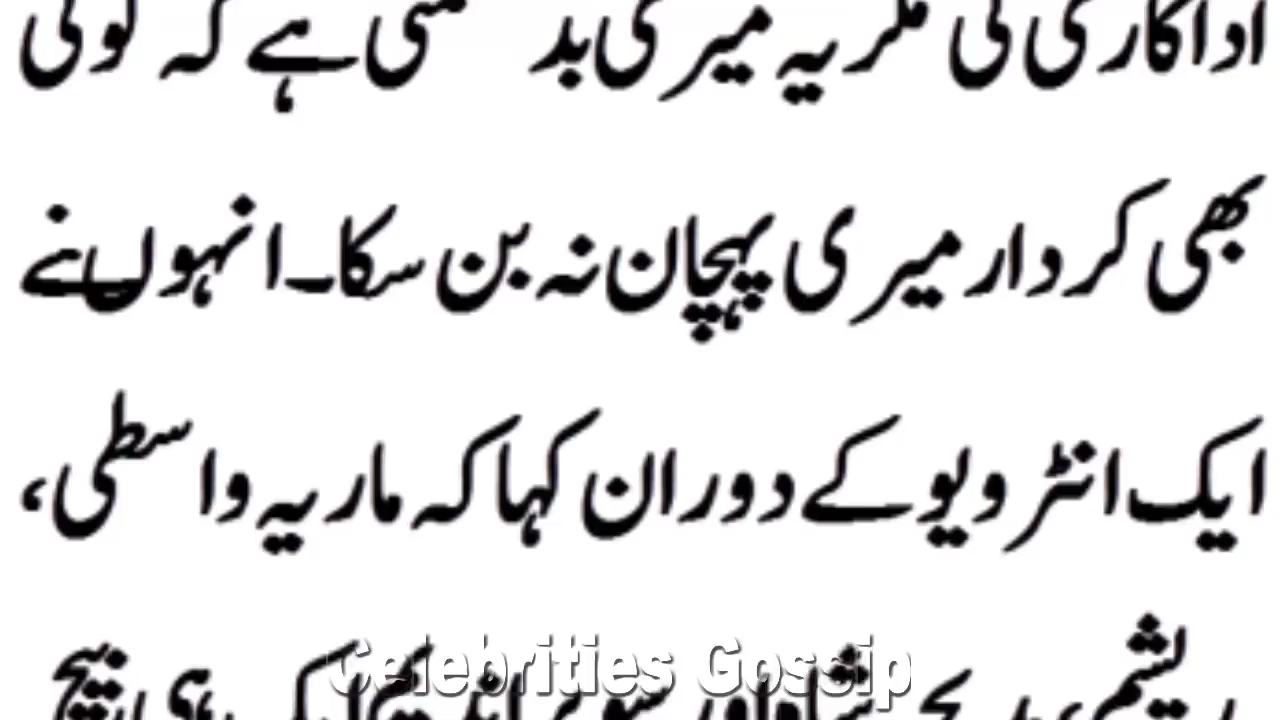 اداکاری کی مگر یہ میری بد قسمتی ہے کہ کوئی
بھی کردار میری پہچان نہ بن سکا۔انہوں نے
ایک انٹرویو کے دوران کہا کہ ماریہ واسطی،
Celebrities Gossip